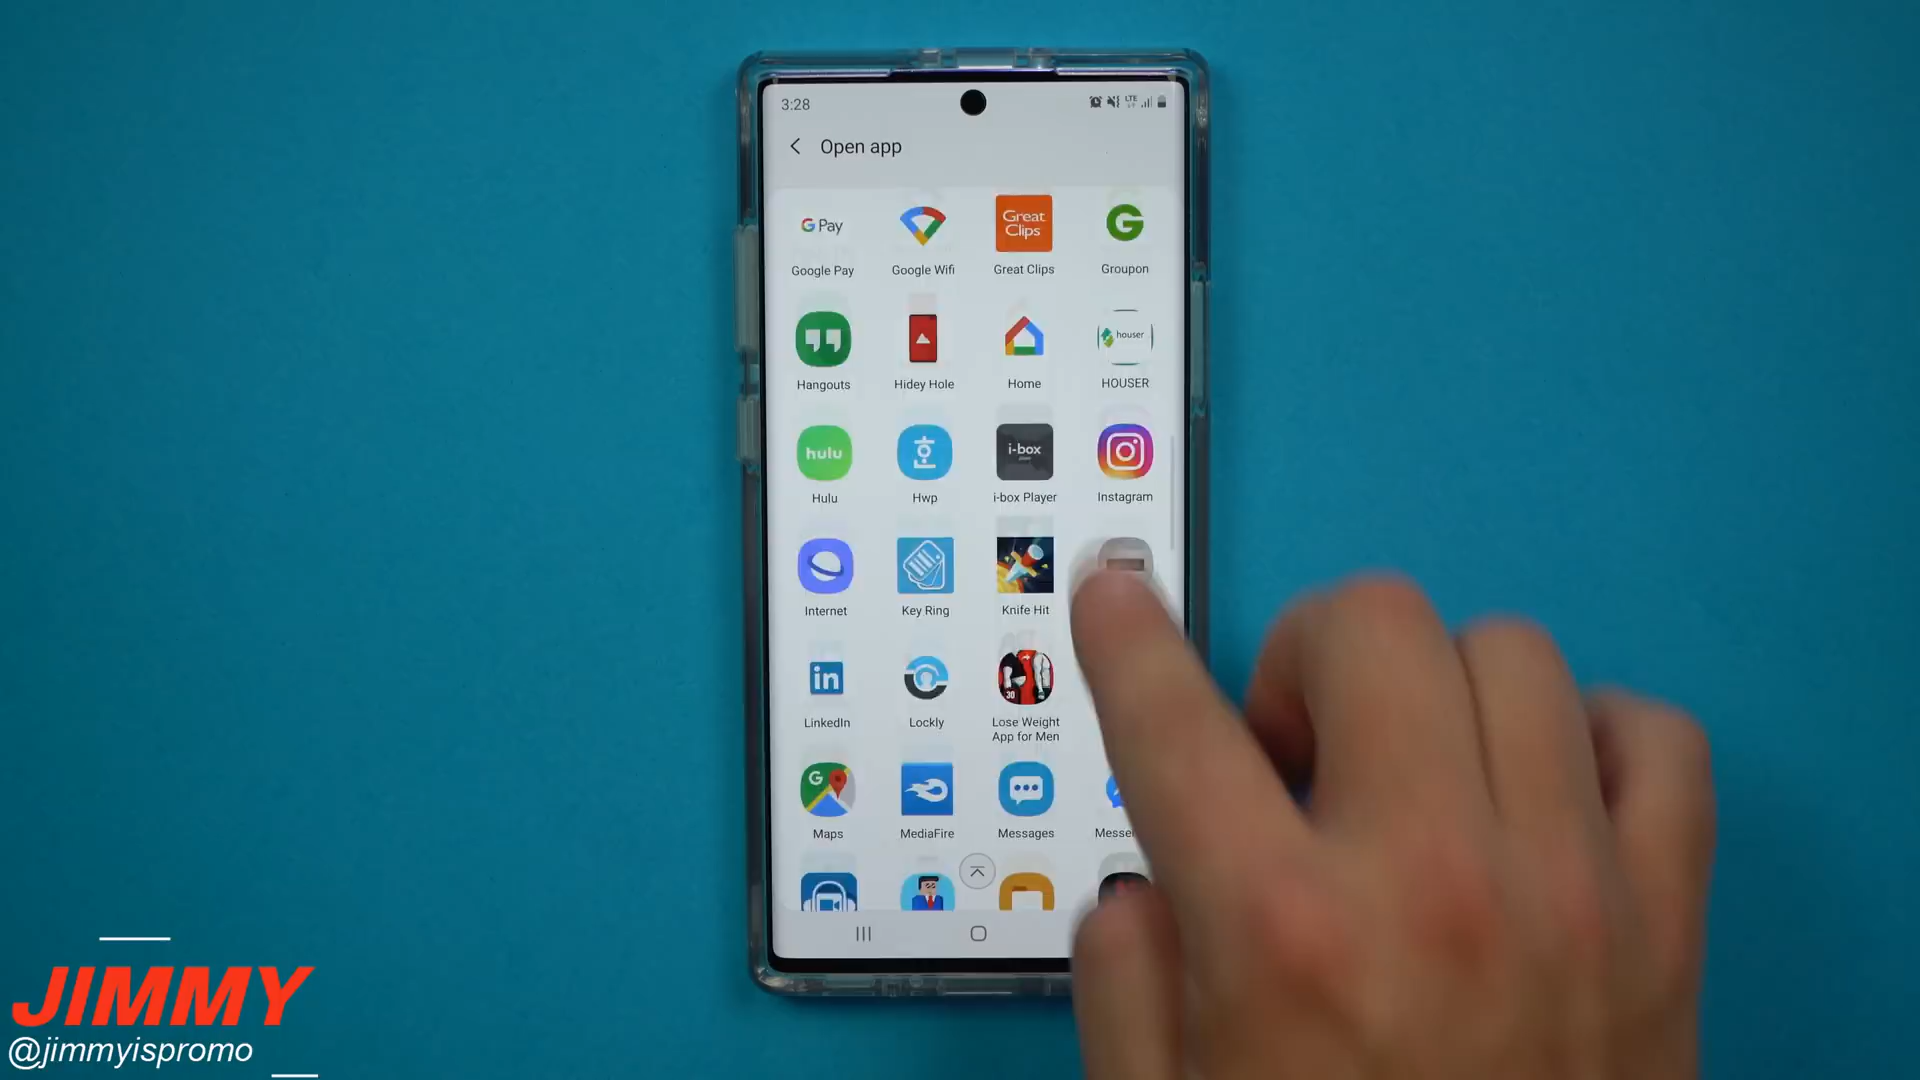 3:28
LTE
Open app
G Pay
Great
Clips
G
Google Pay
Google Wifi
Great Clips
Groupon
houser
Hangouts
Hidey Hole
Home
HOUSER
hulu
i-box
Hulu
Hwp
i-box Player
Instagram
Internet
Key Ring
Knife Hit
in
30
LinkedIn
Lockly
Lose Weight
App for Men
G
Maps
MediaFire
Messages
JIMMY
@jimmyispromo